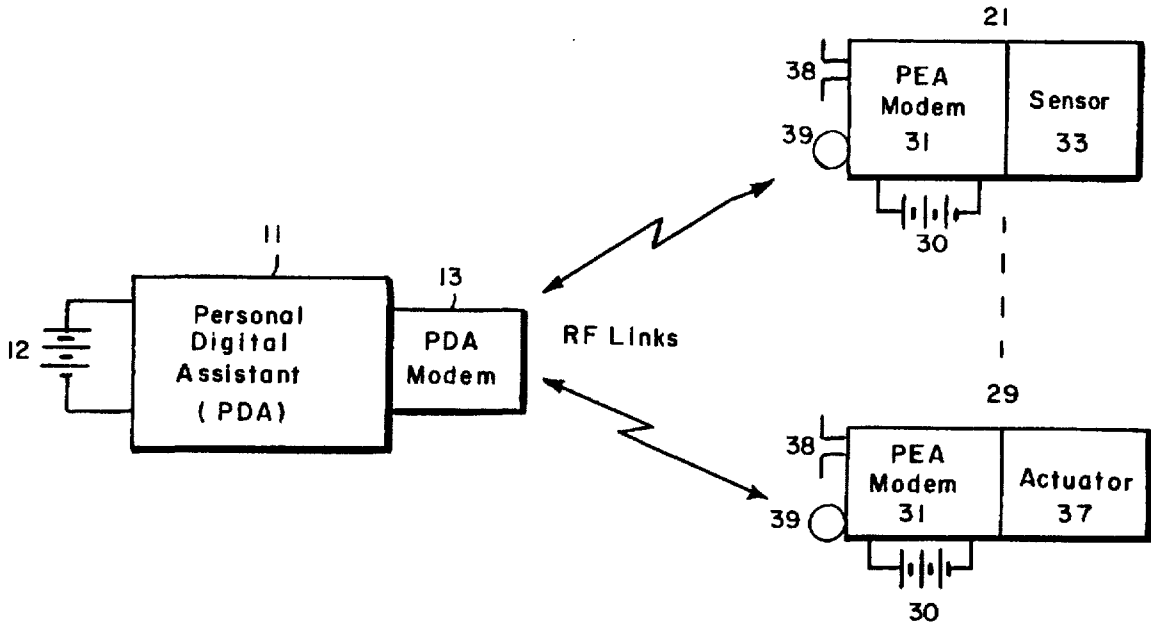 21
38
PEA
Modem
31
Sensor
33
39
30
11
13
12
Personal
Digital
Assistant
(PDA)
PDA
Modem
RF Links
29
38
PEA
Modem
31
Actuator
37
39
30